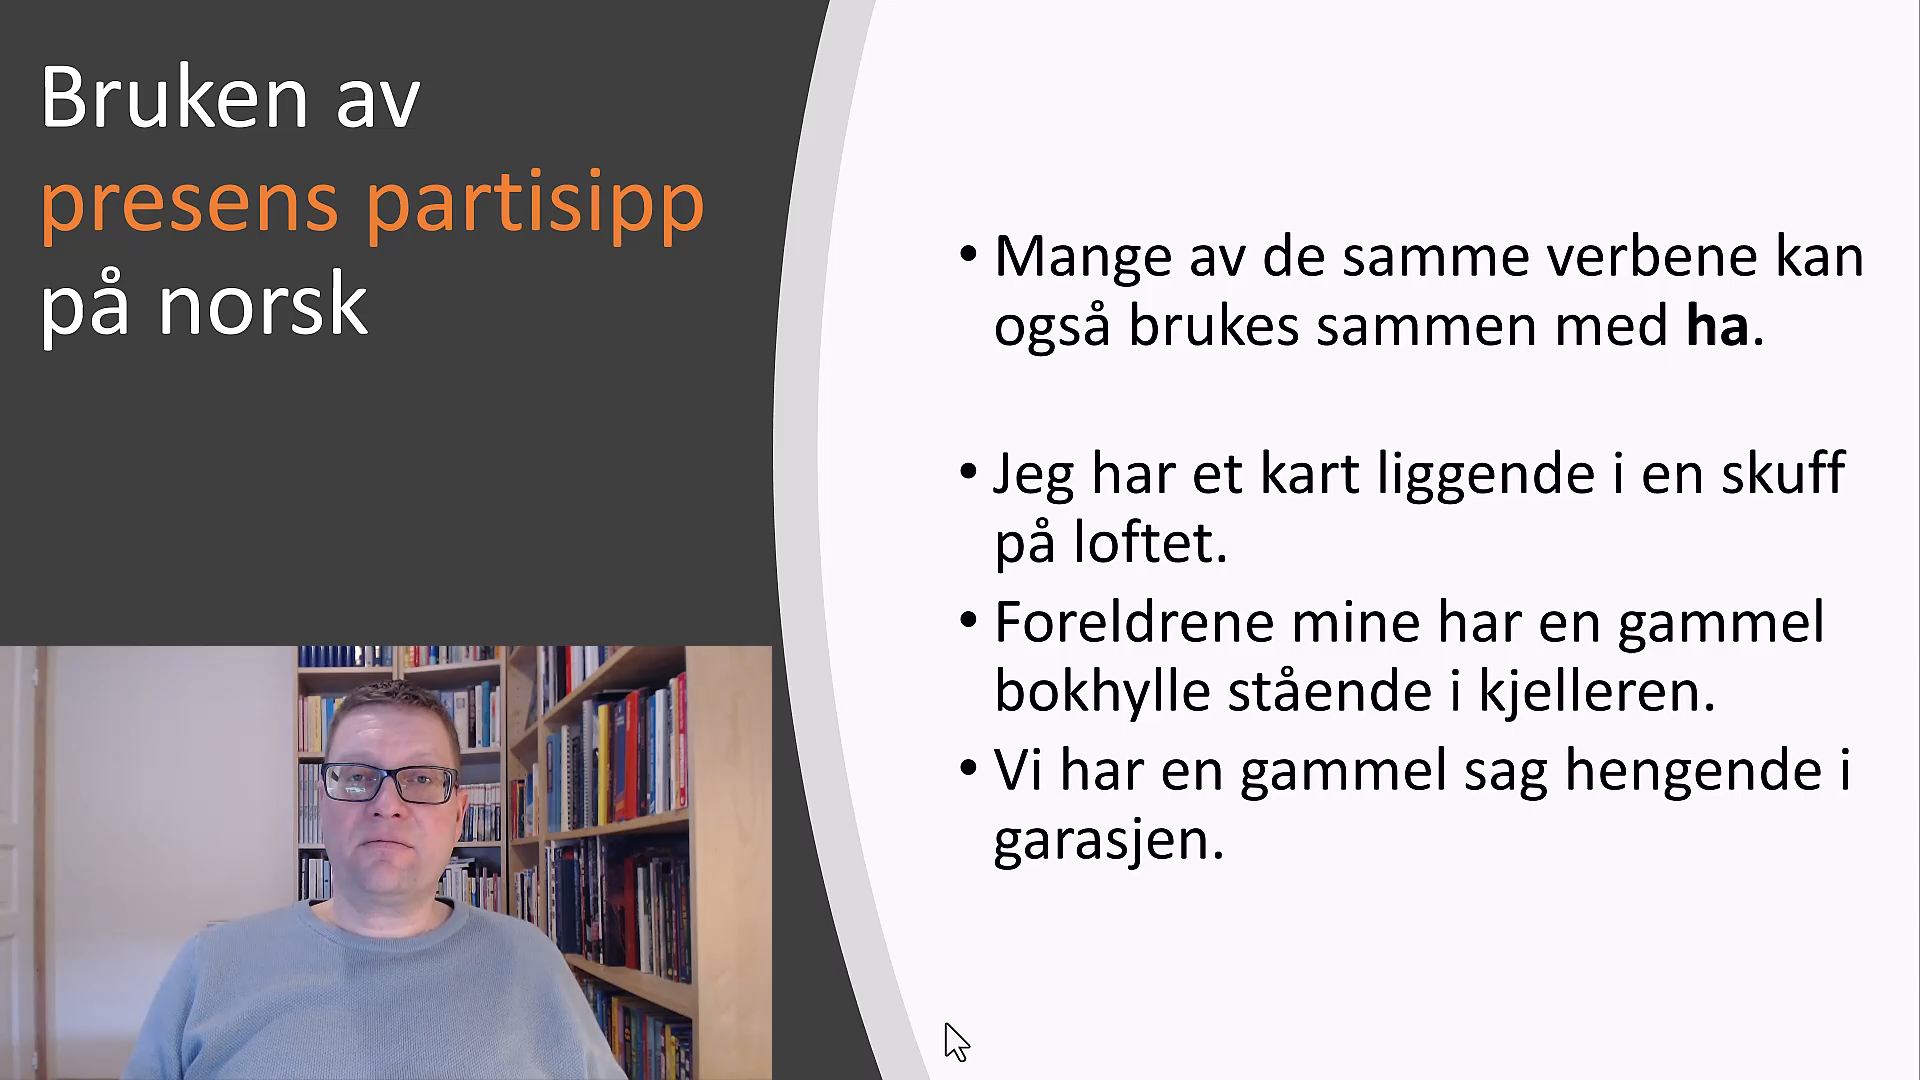 Bruken av
presens partisipp
på norsk
• Mange av de samme verbene kan
også brukes sammen med ha.
• Jeg har et kart liggende i en skuff
på loftet.
• Foreldrene mine har en gammel
bokhylle stående i kjelleren.
• Vi har en gammel sag hengende i
garasjen.